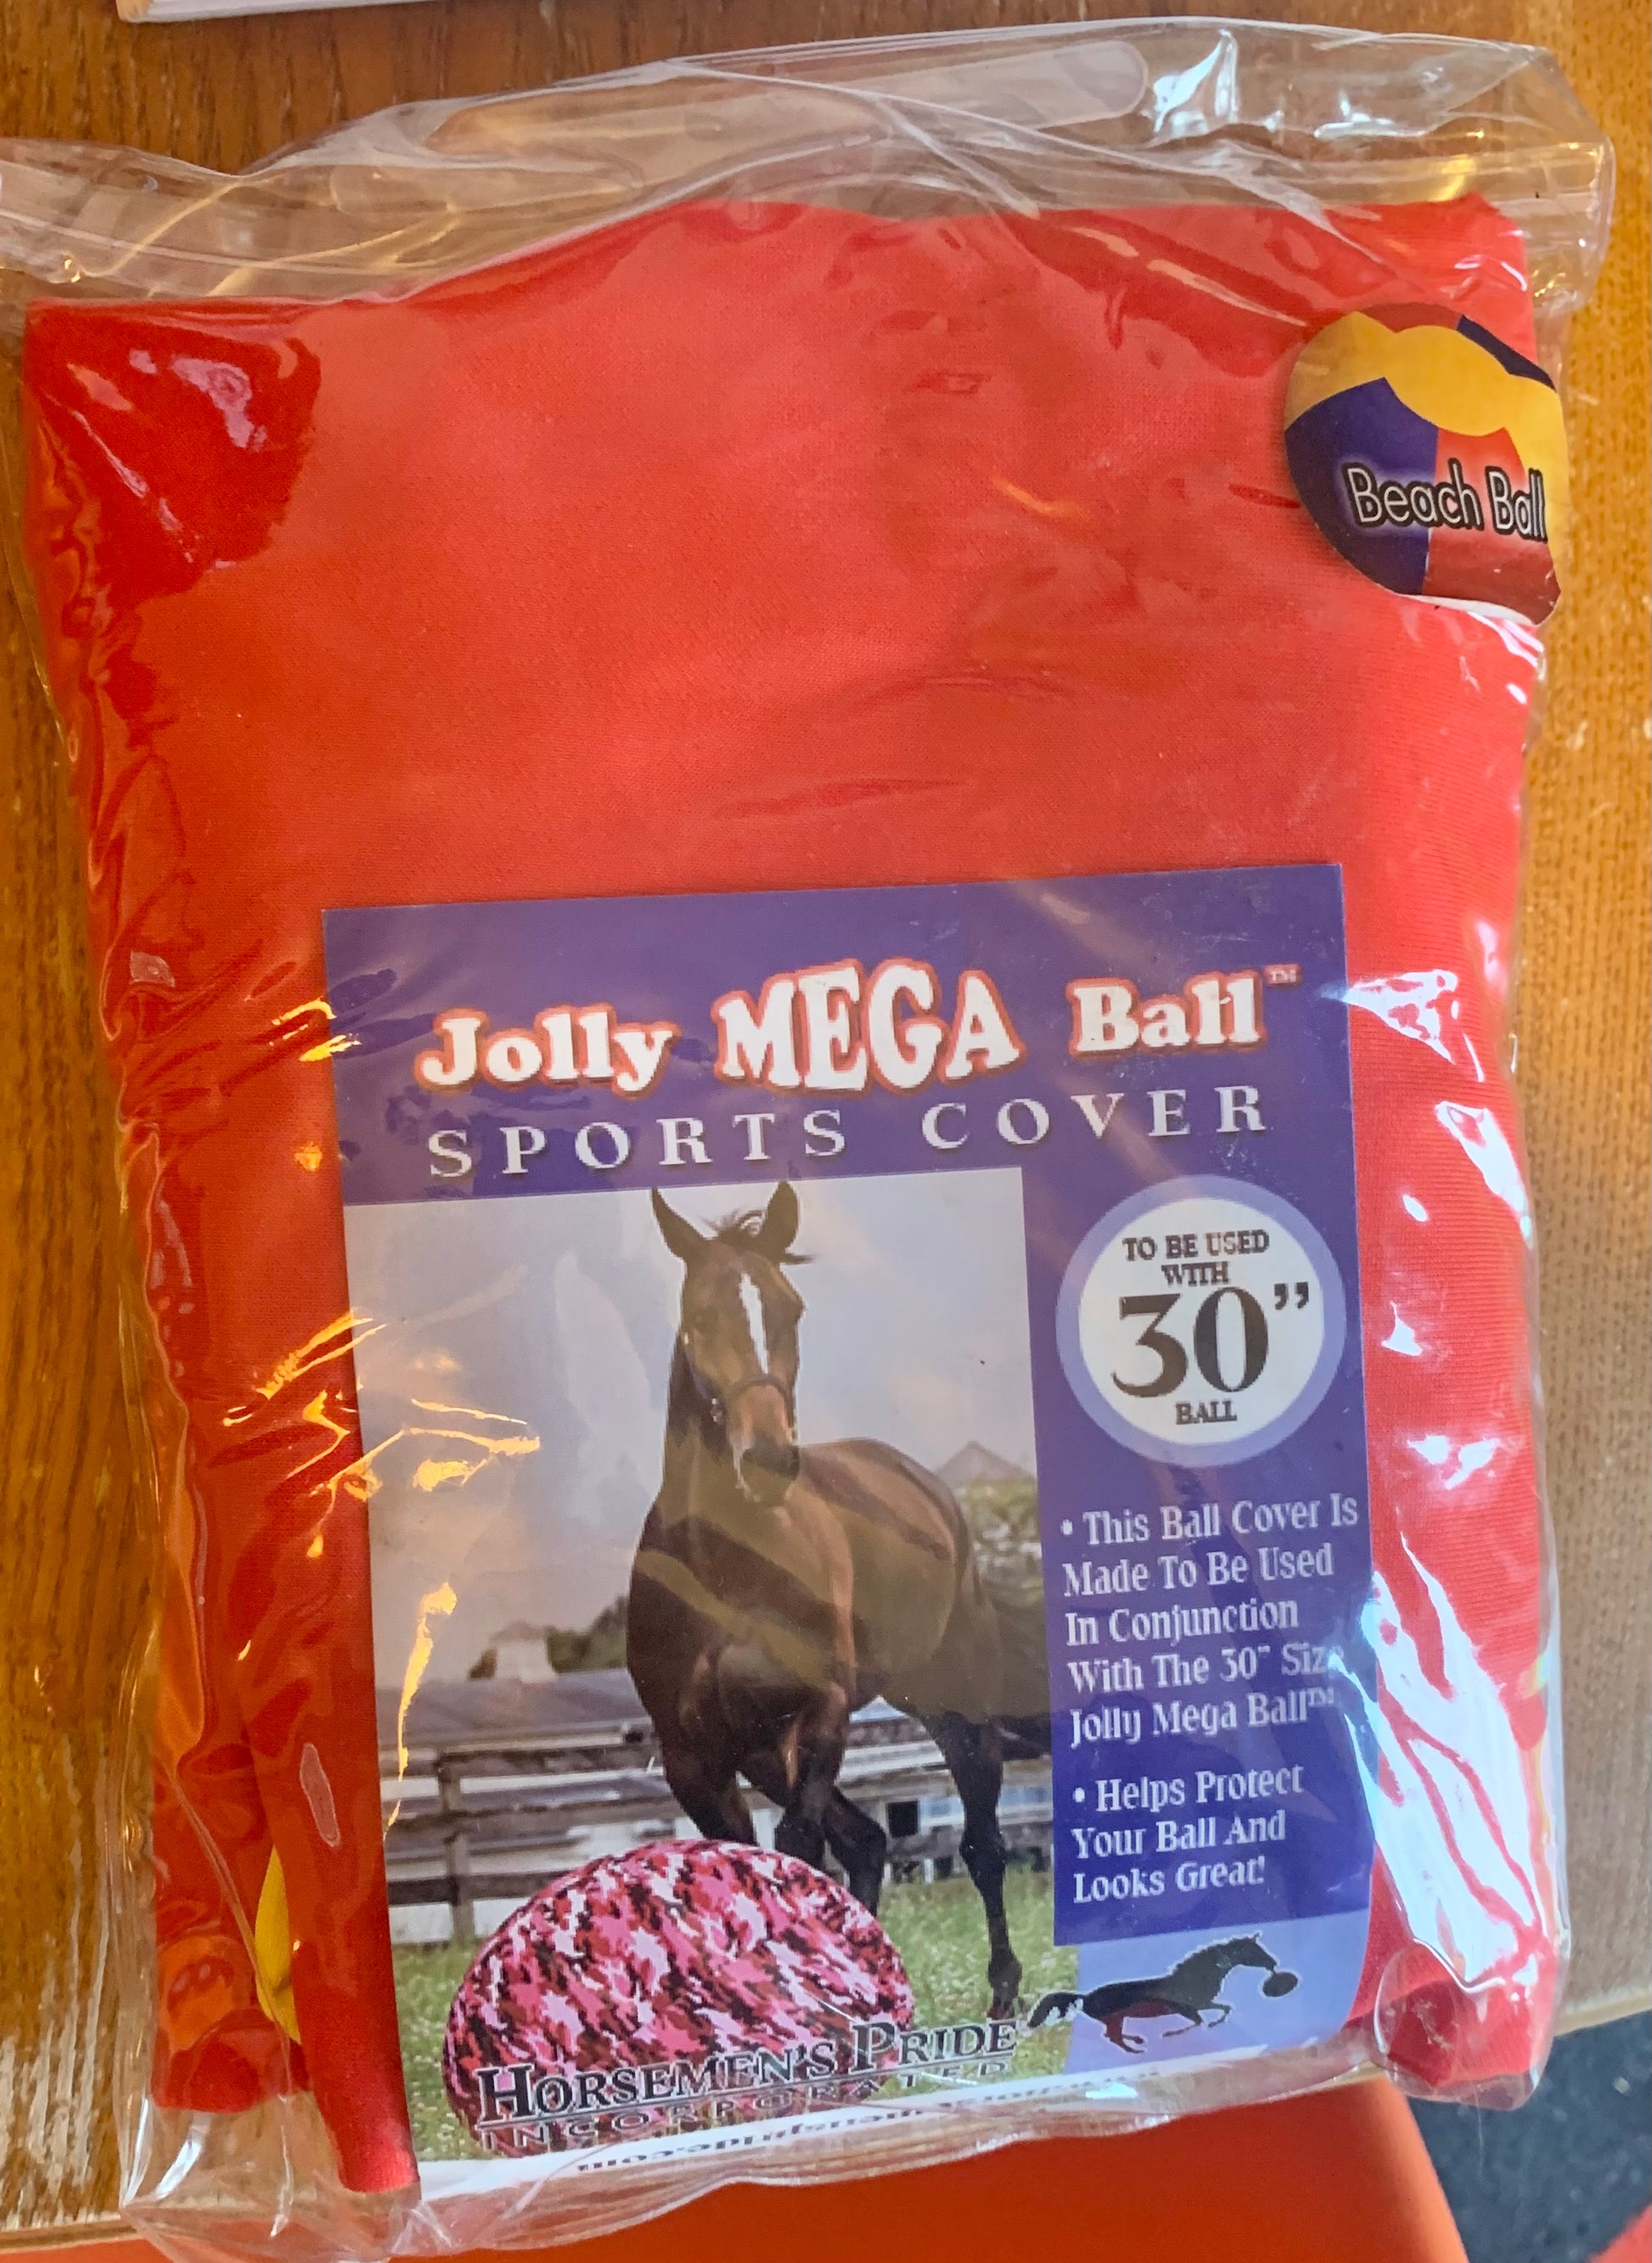 Beach Ball
Jolly MEGA Ball™
SPORTS COVER
TO BE USED
WITH
30”
BALL
• This Ball Cover Is
Made To Be Used
In Conjunction
With The 30" Size
Jolly Mega Ball™
• Helps Protect
Your Ball And
Looks Great!
HORSEMEN'S PRIDE
INCORPORATED